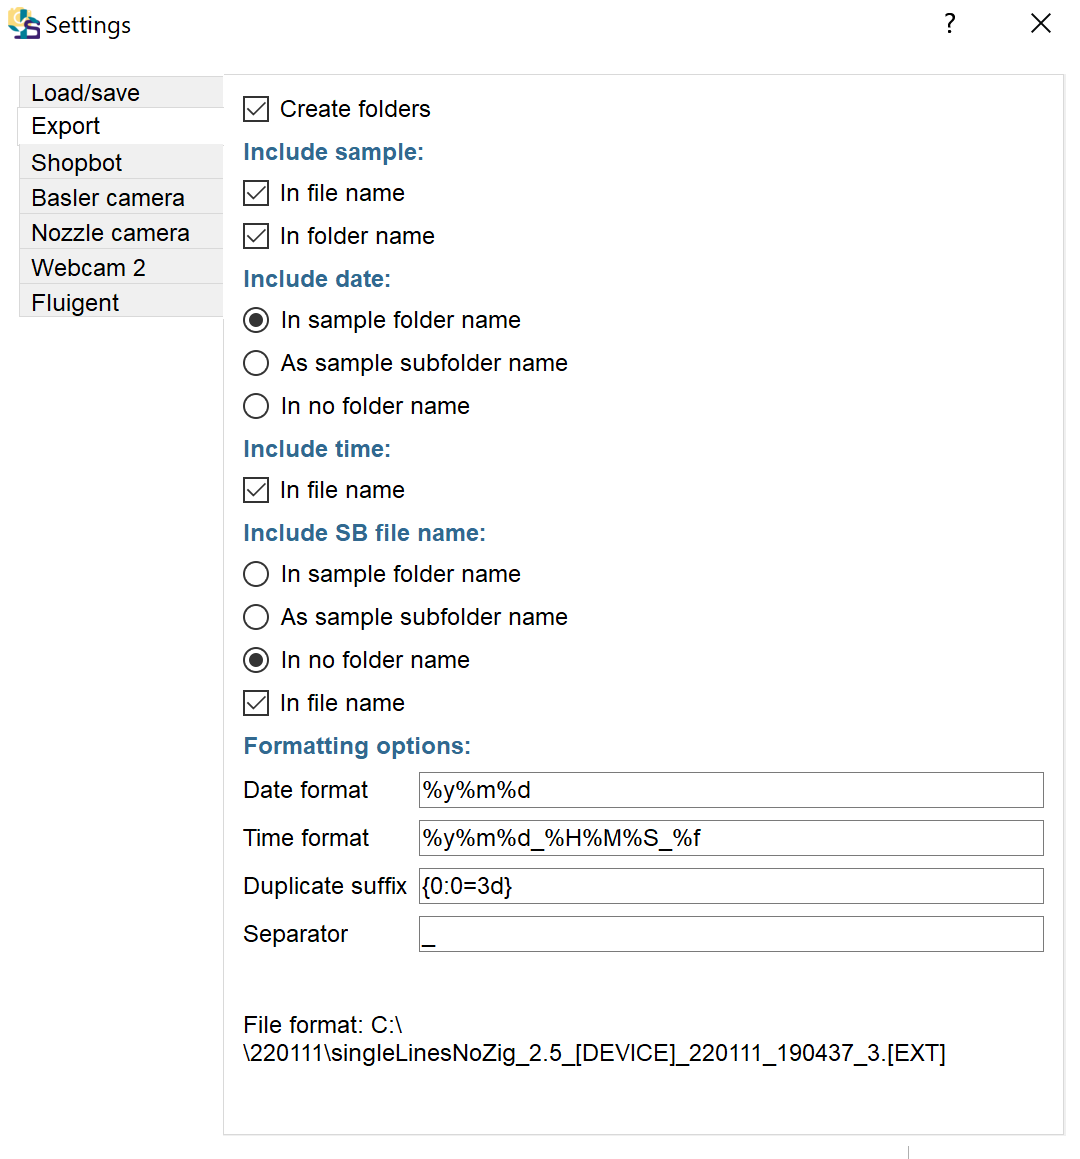 Settings
?
Load/save
Export
Shopbot
Basler camera
Nozzle camera
Webcam 2
Fluigent
Create folders
Include sample:
In file name
In folder name
Include date:
In sample folder name
As sample subfolder name
In no folder name
Include time:
In file name
Include SB file name:
In sample folder name
As sample subfolder name
In no folder name
In file name
Formatting options:
Date format %y%m%d
Time format %y%m%d_%H%M%S_%f
Duplicate suffix {0:0=3d}
Separator _
File format: C:\
\220111\singleLinesNoZig_2.5_[DEVICE]_220111_190437_3.[EXT]